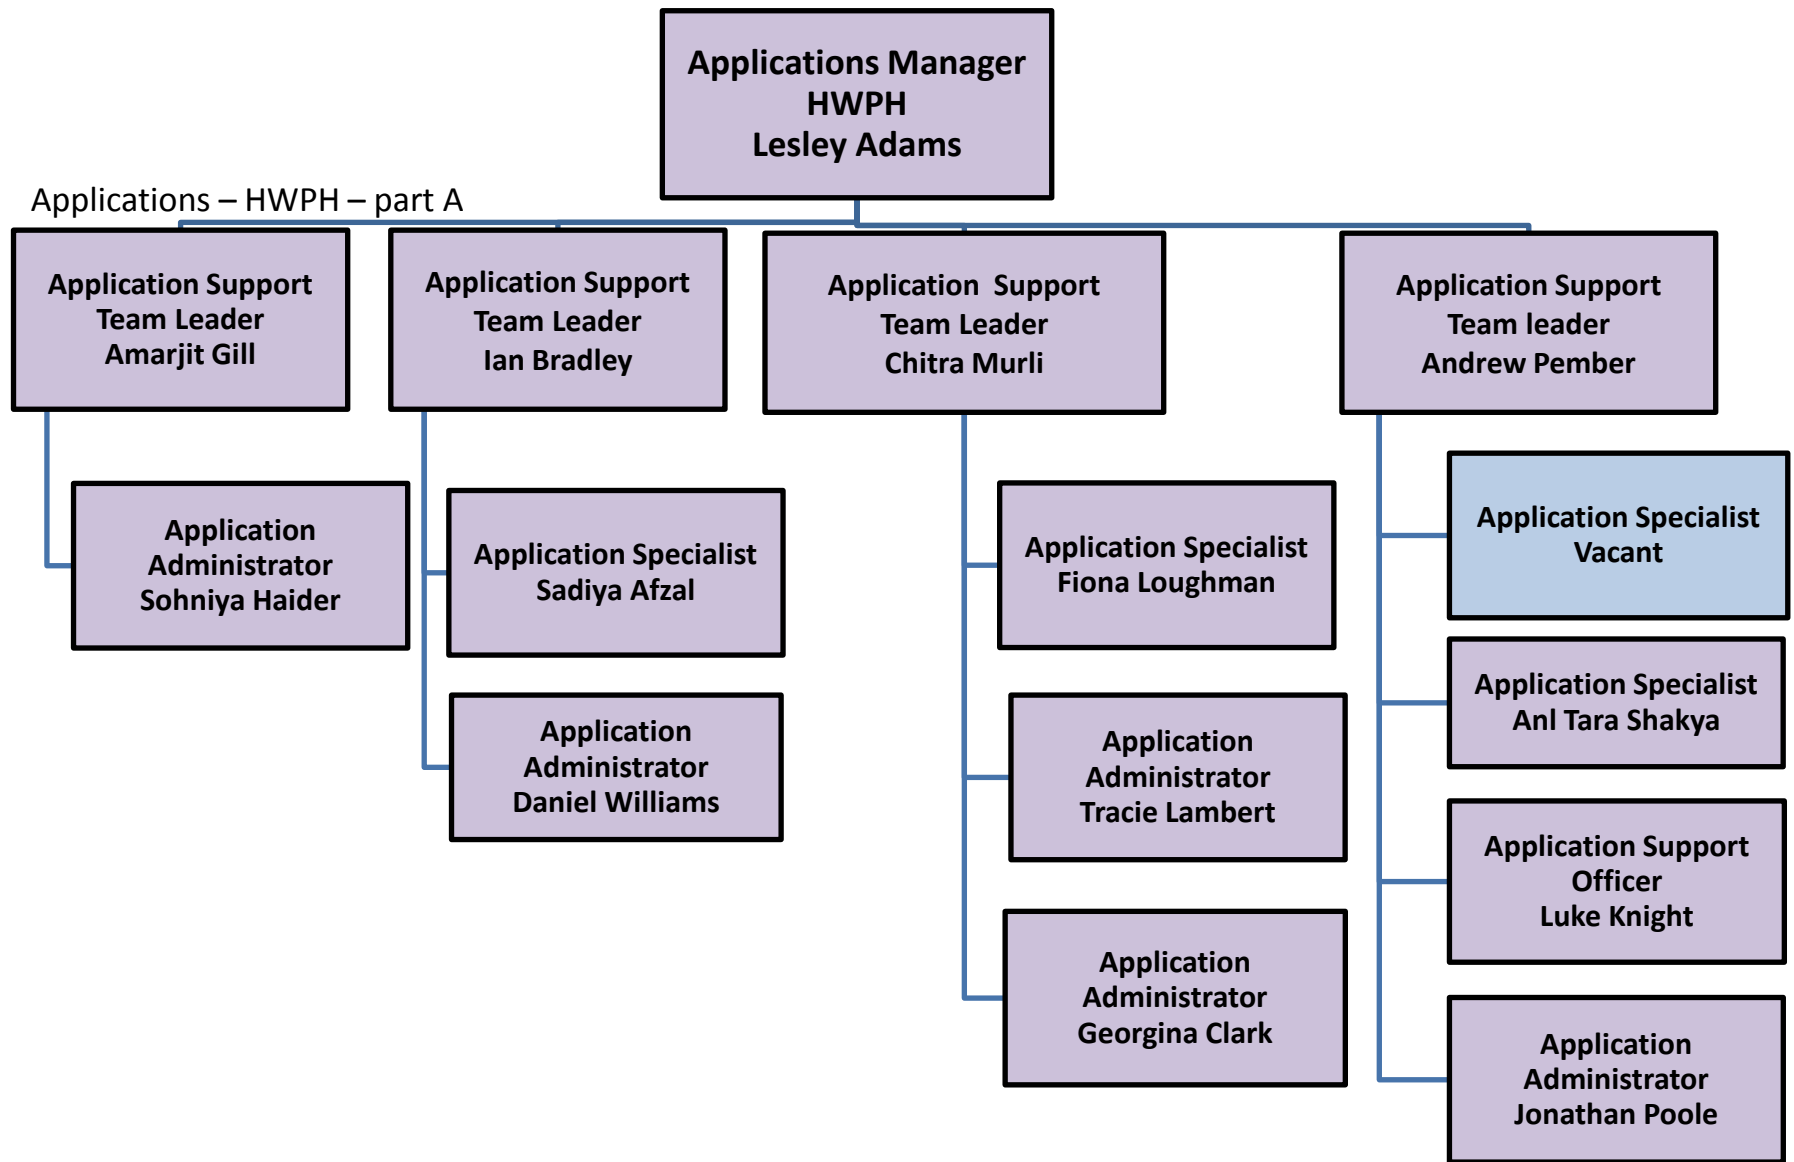 Applications Manager
HWPH
Lesley Adams
Applications – HWPH – part A
Application Support
Team Leader
Amarjit Gill
Application Support
Team Leader
Ian Bradley
Application  Support
Team Leader
Chitra Murli
Application Support
Team leader
Andrew Pember
Application
Administrator
Sohniya Haider
Application Specialist
Sadiya Afzal
Application
Administrator
Daniel Williams
Application Specialist
Fiona Loughman
Application
Administrator
Tracie Lambert
Application
Administrator
Georgina Clark
Application Specialist
Vacant
Application Specialist
Anl Tara Shakya
Application Support
Officer
Luke Knight
Application
Administrator
Jonathan Poole